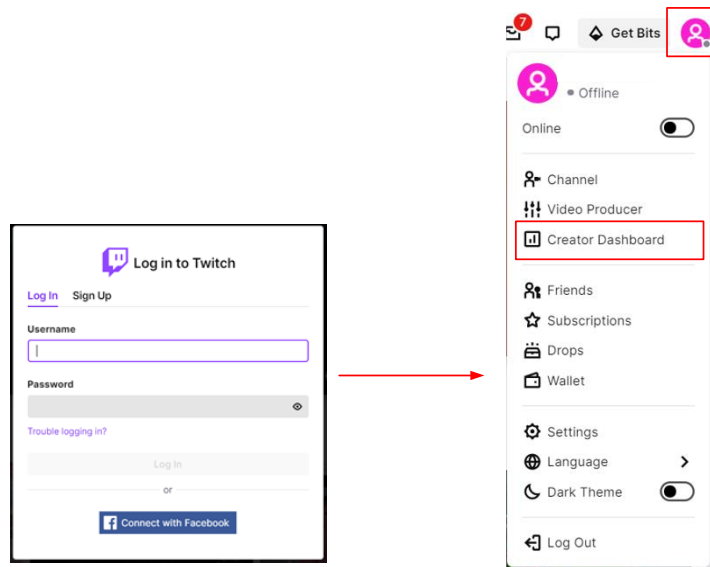 Log in to Twitch
Log In Sign Up
Username
Password
Trouble logging in?
Log In
or
Connect with Facebook
7
Get Bits
Offline
Online
Channel
Video Producer
Creator Dashboard
Friends
Subscriptions
Drops
Wallet
Settings
Language
Dark Theme
Log Out